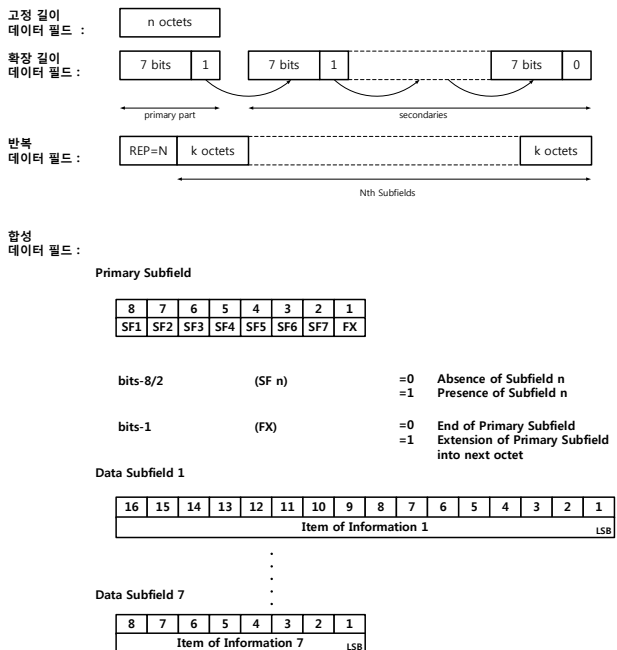 고정 길이
데이터 필드 :
n octets
확장 길이
데이터 필드 :
7 bits 1 7 bits 1 7 bits 0
primary part secondaries
반복
데이터 필드 :
REP=N k octets k octets
Nth Subfields
합성
데이터 필드 :
Primary Subfield
8 7 6 5 4 3 2 1
SF1 SF2 SF3 SF4 SF5 SF6 SF7 FX
bits-8/2 (SF n) =0 Absence of Subfield n
=1 Presence of Subfield n
bits-1 (FX) =0 End of Primary Subfield
=1 Extension of Primary Subfield
into next octet
Data Subfield 1
16 15 14 13 12 11 10 9 8 7 6 5 4 3 2 1
Item of Information 1 LSB
Data Subfield 7
8 7 6 5 4 3 2 1
Item of Information 7 LSB